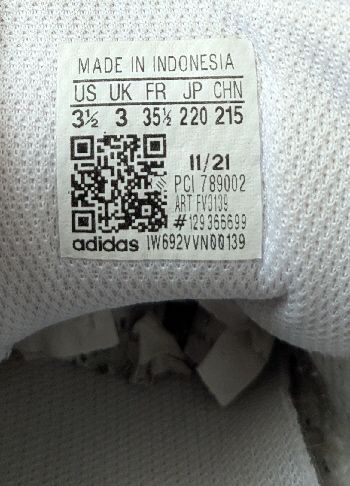 MADE IN INDONESIA
US UK FR JP CHN
3½ 3 35½ 220 215
11/21
PCI 789002
ART FV3139
#129366699
adidas IW692VVN00139